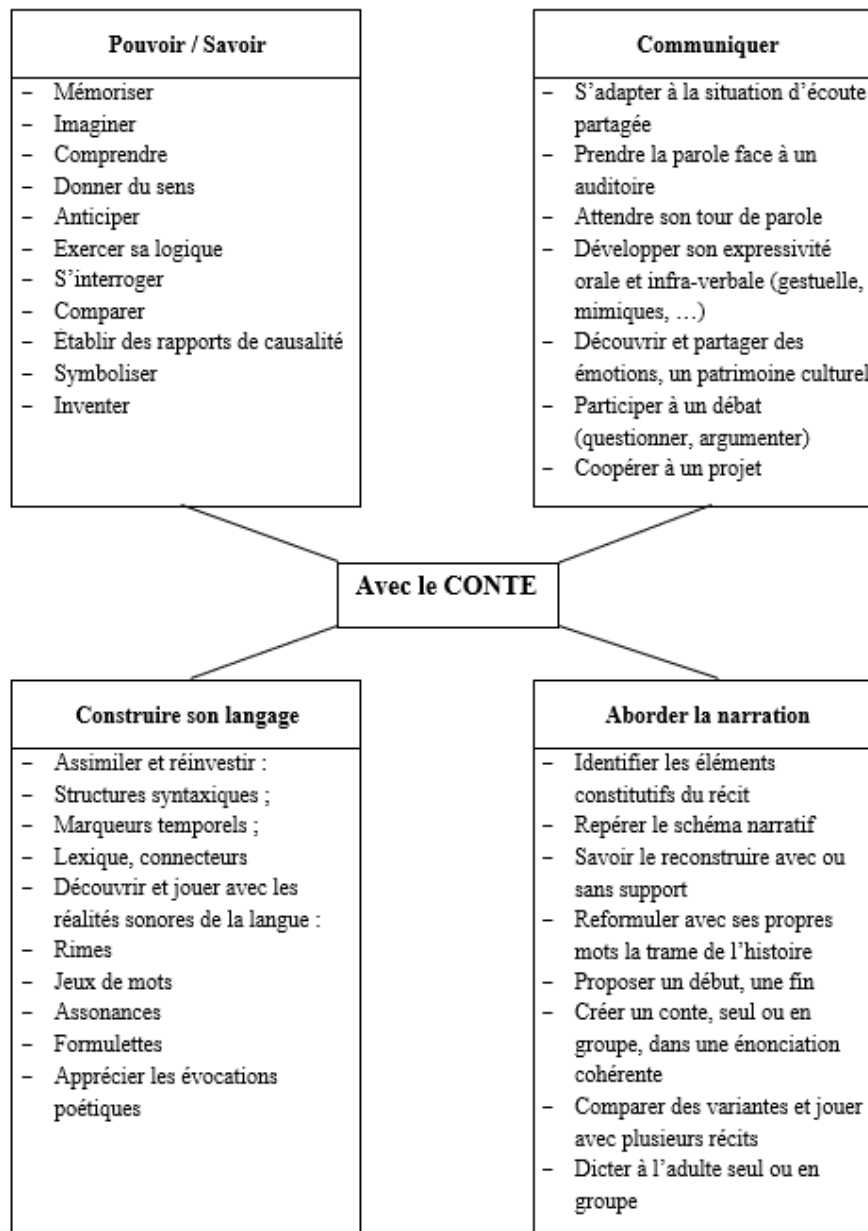 Pouvoir / Savoir
– Mémoriser
– Imaginer
– Comprendre
– Donner du sens
– Anticiper
– Exercer sa logique
– S’interroger
– Comparer
– Établir des rapports de causalité
– Symboliser
– Inventer
Communiquer
– S’adapter à la situation d’écoute
partagée
– Prendre la parole face à un
auditoire
– Attendre son tour de parole
– Développer son expressivité
orale et infra-verbale (gestuelle,
mimiques, …)
– Découvrir et partager des
émotions, un patrimoine culturel
– Participer à un débat
(questionner, argumenter)
– Coopérer à un projet
Avec le CONTE
Construire son langage
– Assimiler et réinvestir :
– Structures syntaxiques ;
– Marqueurs temporels ;
– Lexique, connecteurs
– Découvrir et jouer avec les
réalités sonores de la langue :
– Rimes
– Jeux de mots
– Assonances
– Formulettes
– Apprécier les évocations
poétiques
Aborder la narration
– Identifier les éléments
constitutifs du récit
– Repérer le schéma narratif
– Savoir le reconstruire avec ou
sans support
– Reformuler avec ses propres
mots la trame de l’histoire
– Proposer un début, une fin
– Créer un conte, seul ou en
groupe, dans une énonciation
cohérente
– Comparer des variantes et jouer
avec plusieurs récits
– Dicter à l’adulte seul ou en
groupe